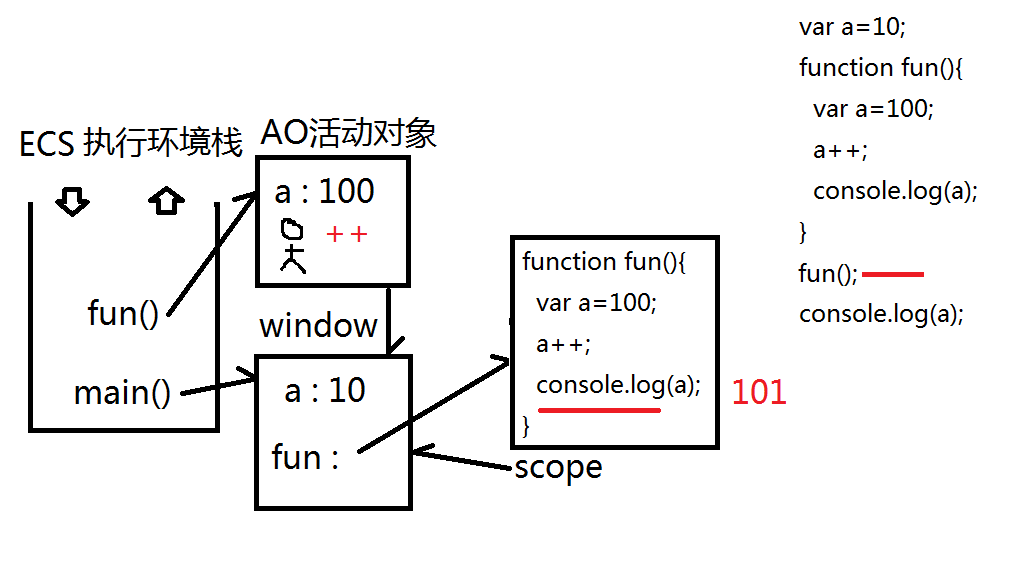 ECS 执行环境栈
fun()
main()
AO活动对象
a : 100
++
window
a : 10
fun :
function fun(){
var a=100;
a++;
console.log(a);
}
101
scope
var a=10;
function fun(){
var a=100;
a++;
console.log(a);
}
fun();
console.log(a);